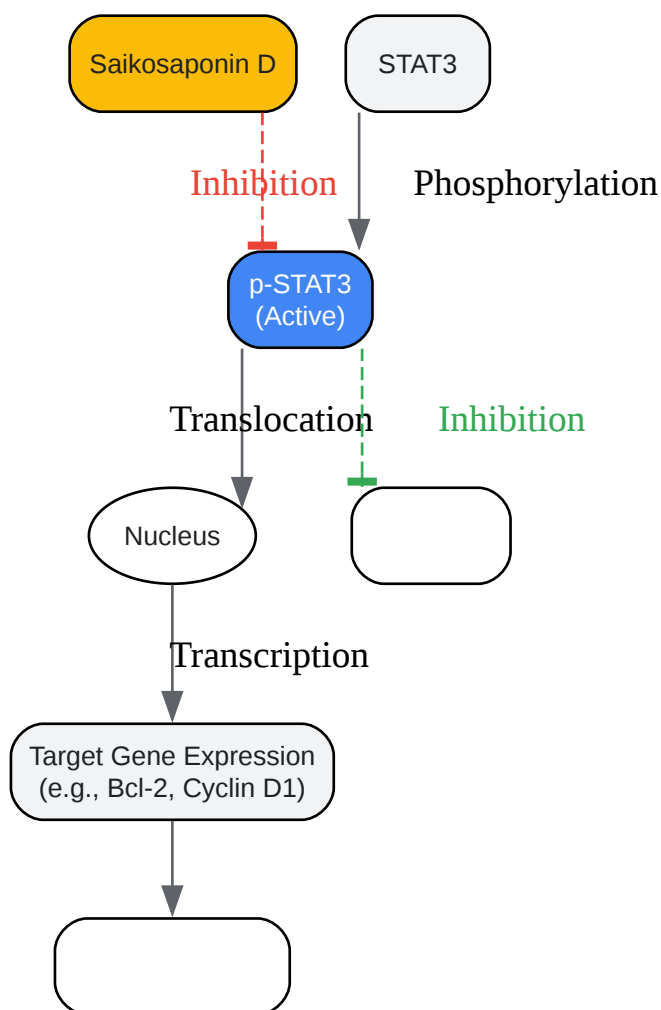 Saikosaponin D
STAT3
Inhibition
Phosphorylation
p-STAT3
(Active)
Translocation
Inhibition
Nucleus
Transcription
Target Gene Expression
(e.g., Bcl-2, Cyclin D1)